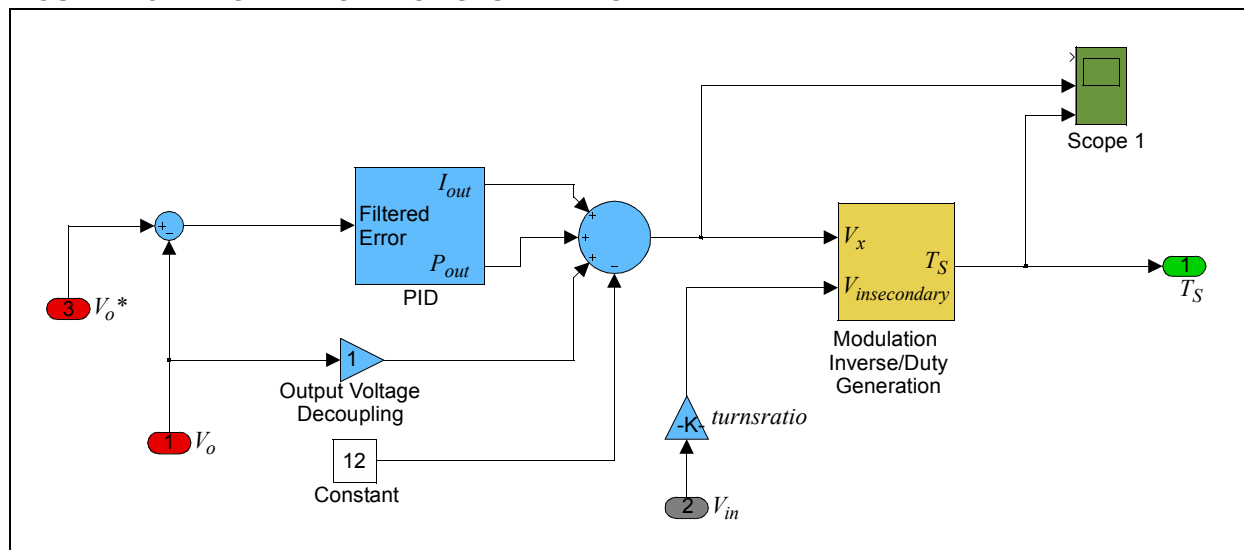 Scope 1
I_out
Filtered
Error
P_out
PID
+
+
+
−
+
−
3
V_o*
V_x
T_S
V_insecondary
Modulation
Inverse/Duty
Generation
1
T_S
1
Output Voltage
Decoupling
1
V_o
12
Constant
-K-
turnsratio
2
V_in